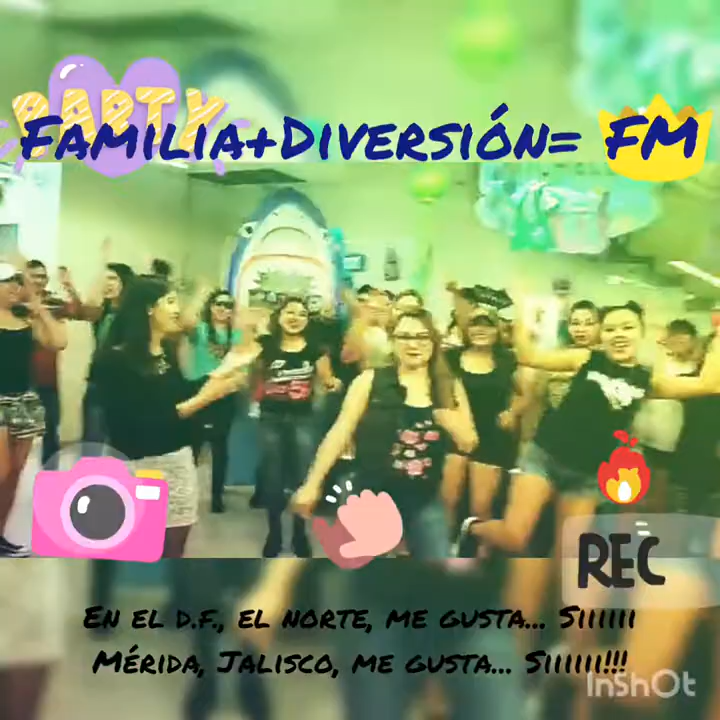 PARTY
Familia+Diversión= FM
REC
En el d.f., el norte, me gusta... Siiiiii
Mérida, Jalisco, me gusta... Siiiiii!!!
InShOt